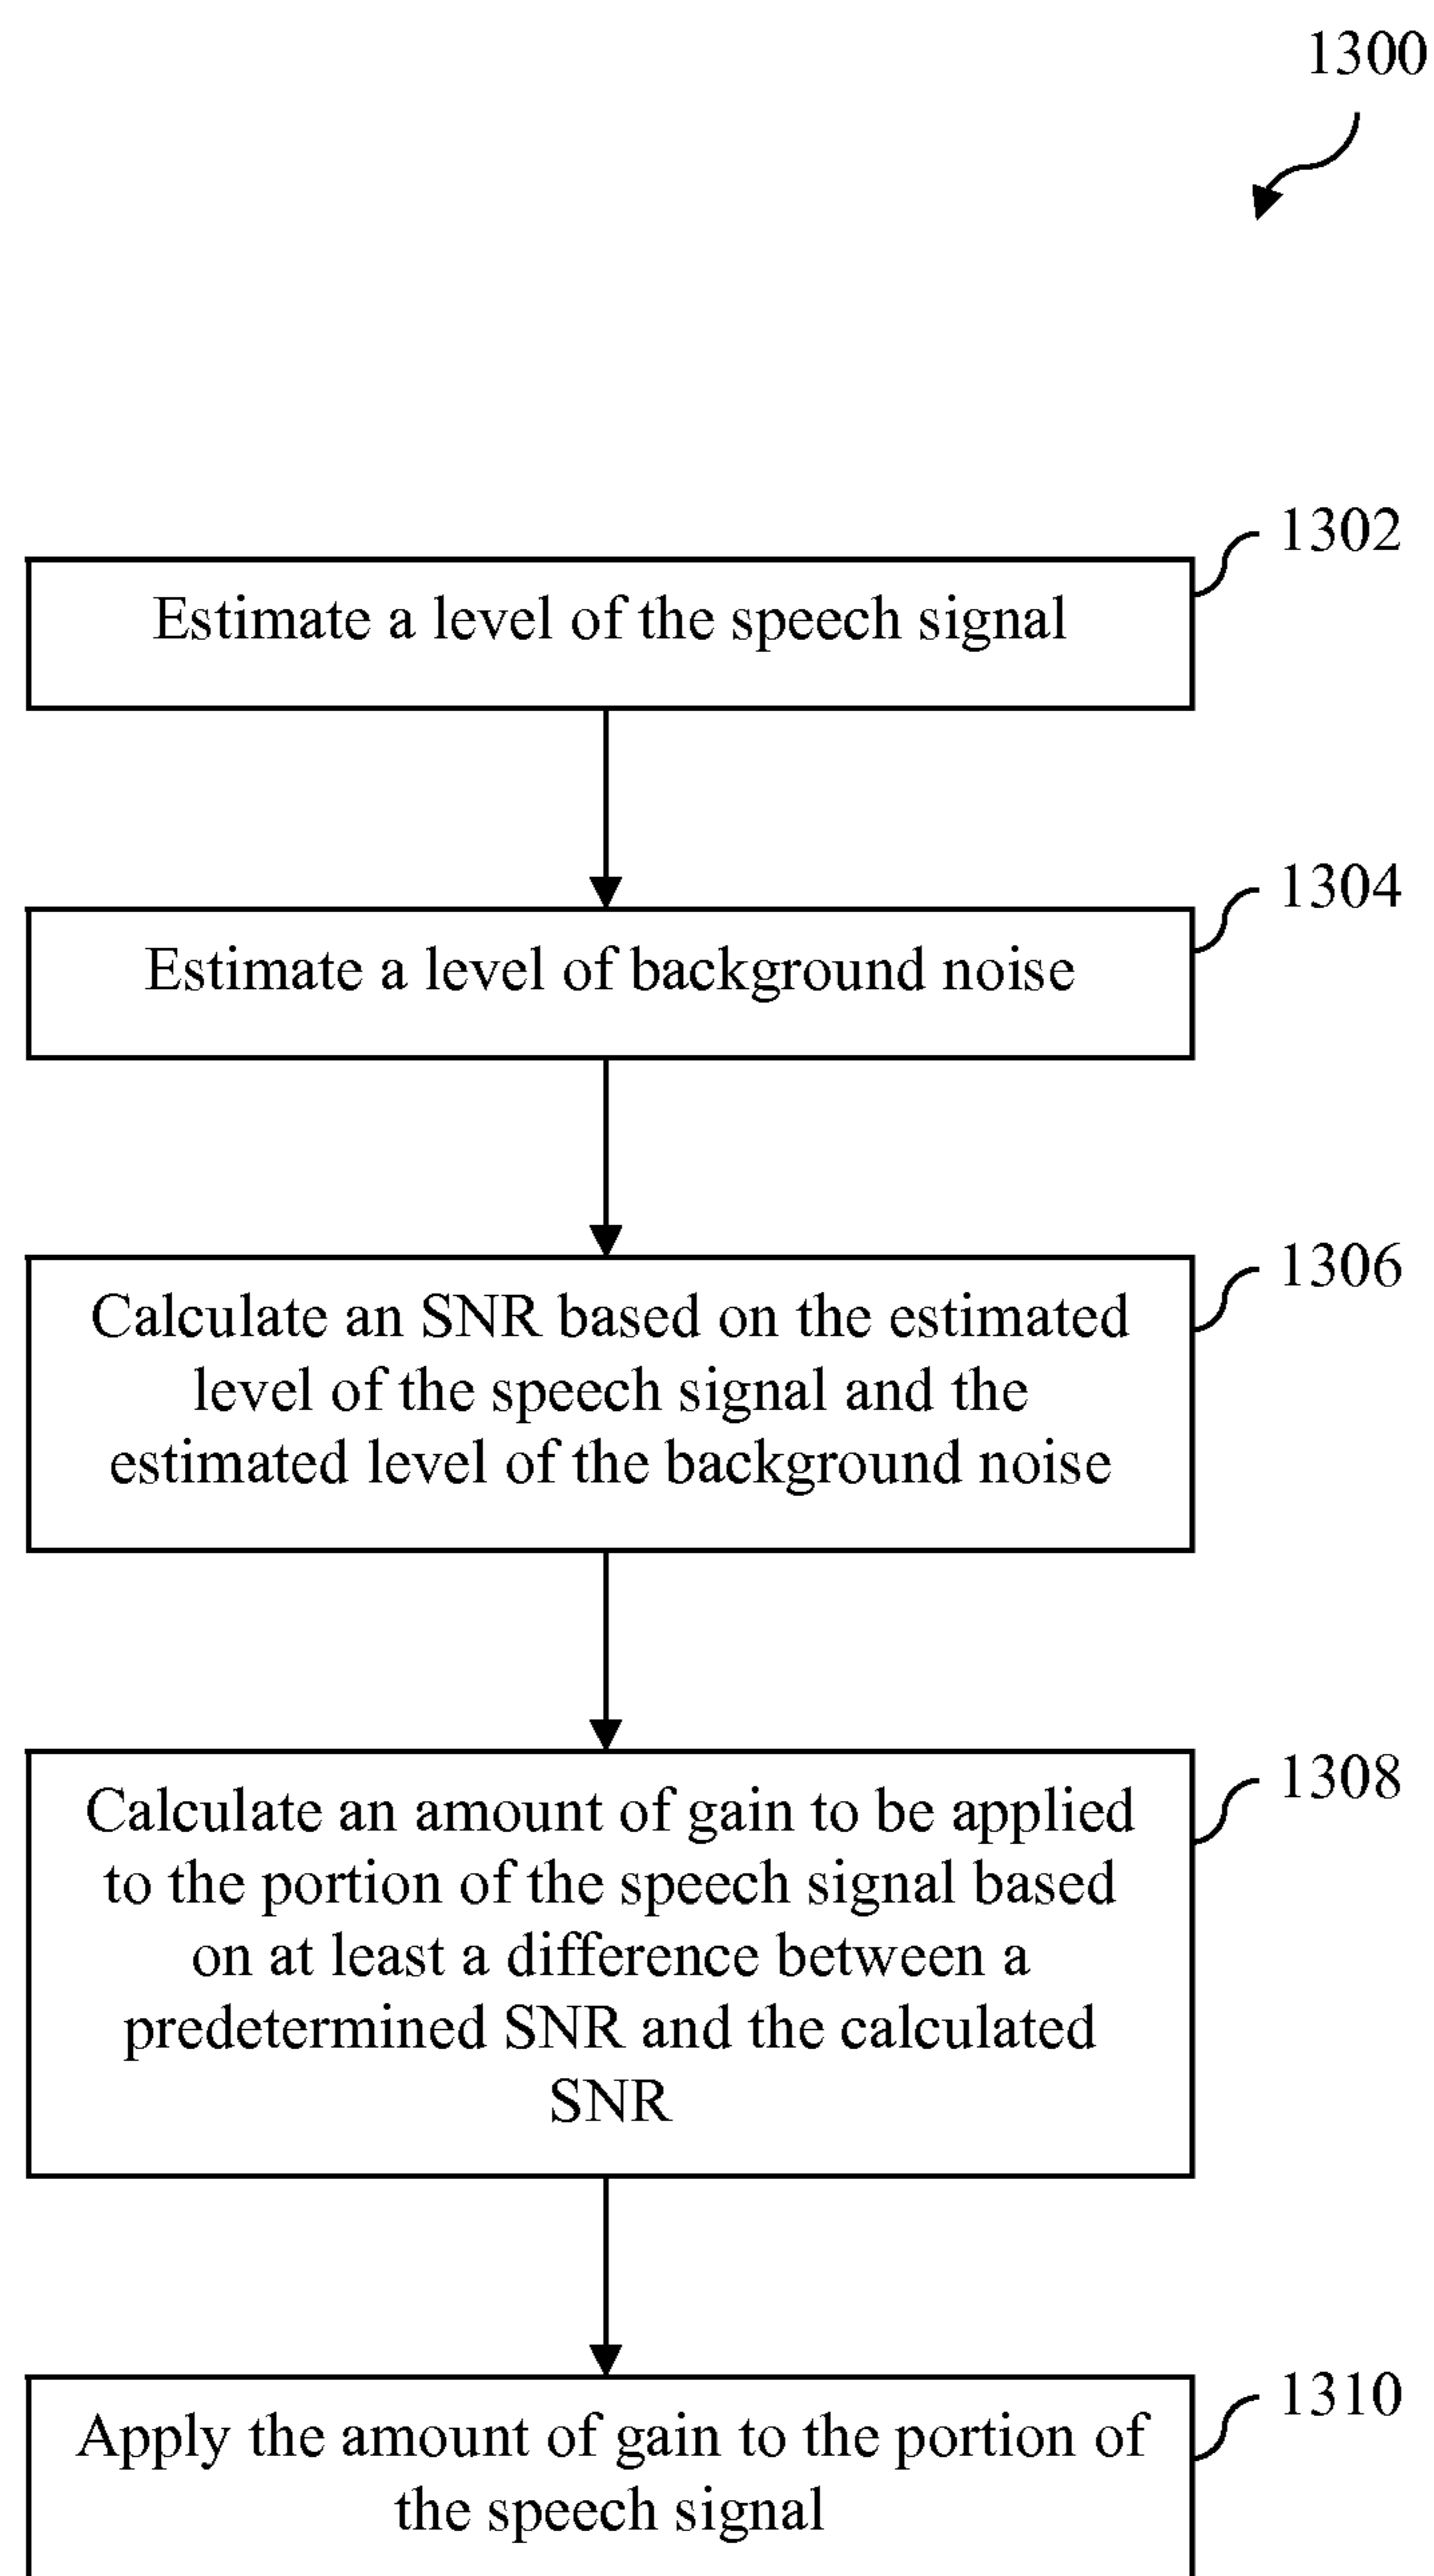 1300
1302
Estimate a level of the speech signal
1304
Estimate a level of background noise
1306
Calculate an SNR based on the estimated
level of the speech signal and the
estimated level of the background noise
1308
Calculate an amount of gain to be applied
to the portion of the speech signal based
on at least a difference between a
predetermined SNR and the calculated
SNR
1310
Apply the amount of gain to the portion of
the speech signal